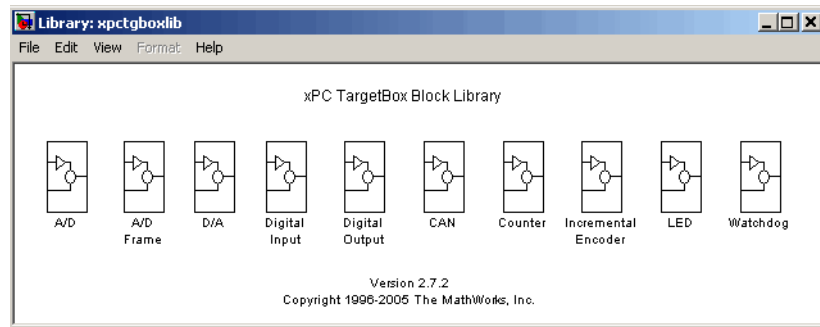 Library: xpctgboxlib
File Edit View Format Help
xPC TargetBox Block Library
A/D
A/D
Frame
D/A
Digital
Input
Digital
Output
CAN
Counter
Incremental
Encoder
LED
Watchdog
Version 2.7.2
Copyright 1996-2005 The MathWorks, Inc.